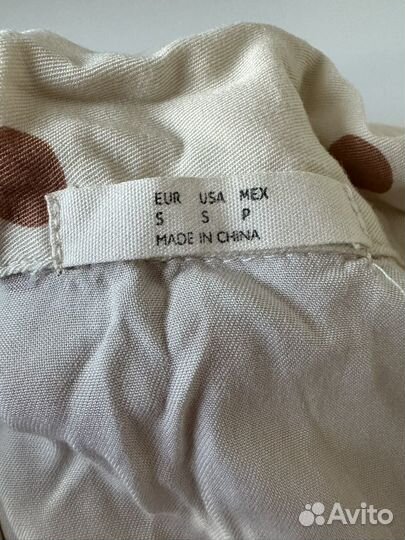 EUR USA MEX
S S P
MADE IN CHINA
Avito